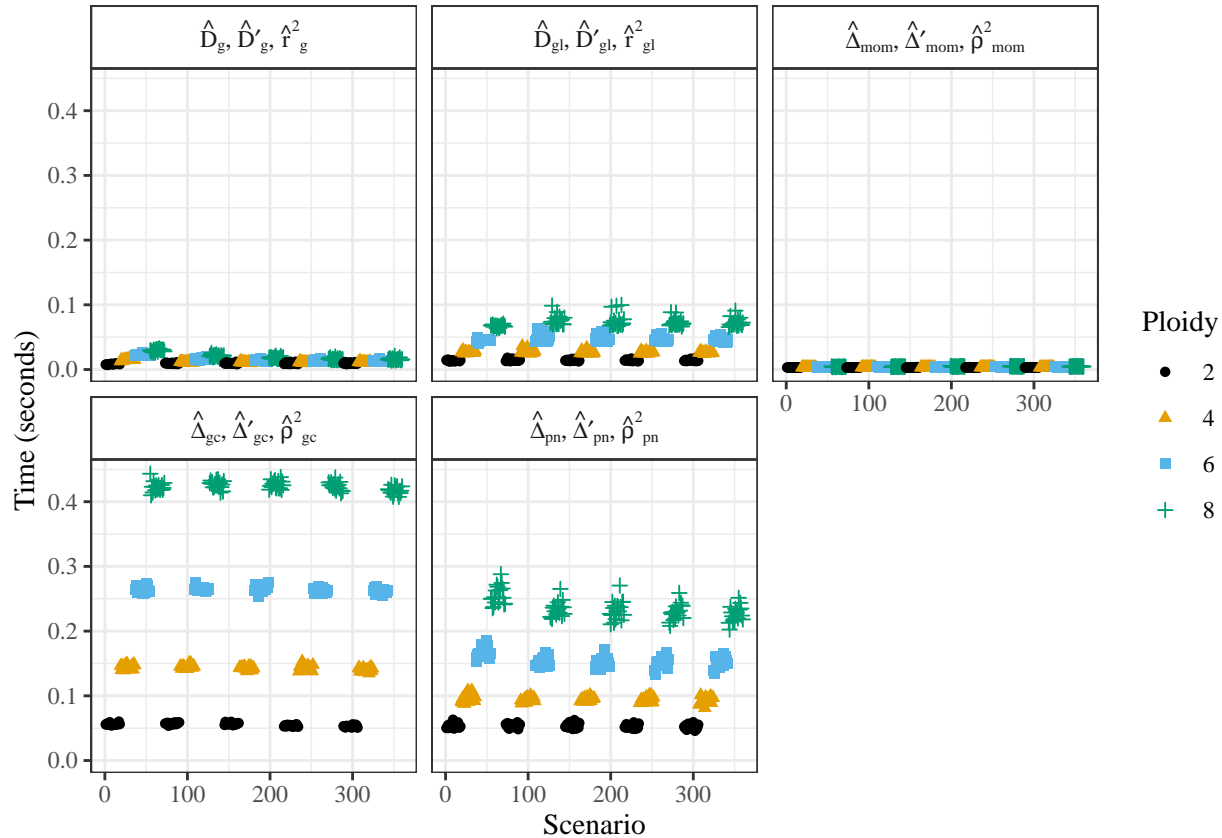 D̂g, D̂′g, r̂²g
D̂gl, D̂′gl, r̂²gl
Δ̂mom, Δ̂′mom, ρ̂²mom
0.4
0.3
0.2
0.1
0.0
0 100 200 300
Δ̂gc, Δ̂′gc, ρ̂²gc
Δ̂pn, Δ̂′pn, ρ̂²pn
0.4
0.3
0.2
0.1
0.0
0 100 200 300
0 100 200 300
Scenario
Time (seconds)
Ploidy
2
4
6
8